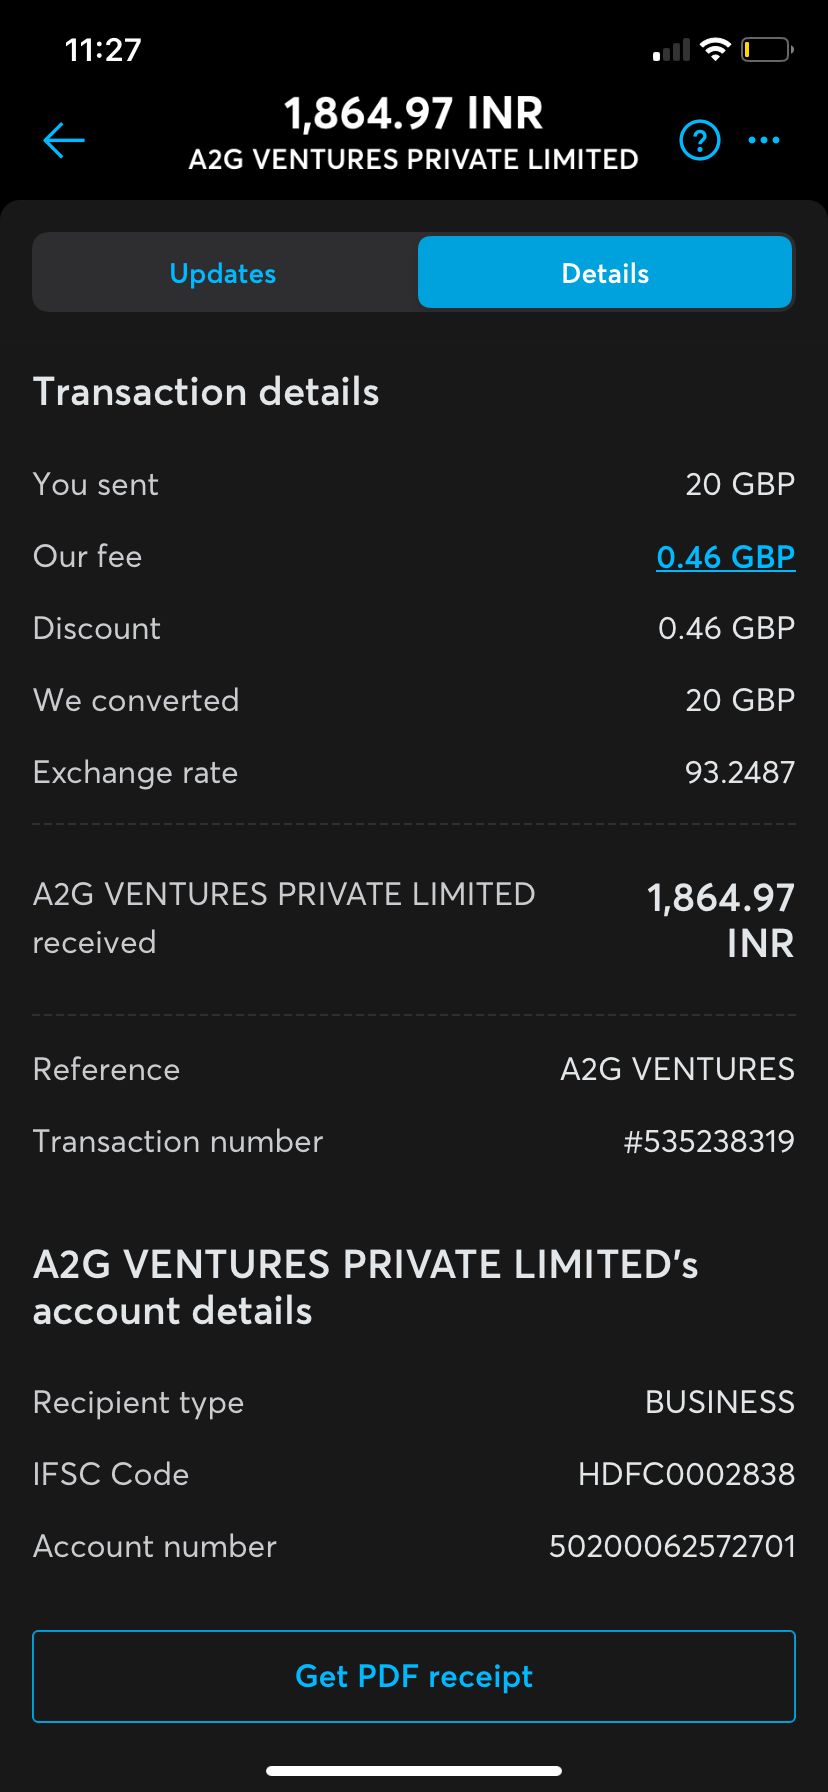 11:27
1,864.97 INR
A2G VENTURES PRIVATE LIMITED
?
Updates
Details
Transaction details
You sent 20 GBP
Our fee 0.46 GBP
Discount 0.46 GBP
We converted 20 GBP
Exchange rate 93.2487
A2G VENTURES PRIVATE LIMITED
received
1,864.97
INR
Reference A2G VENTURES
Transaction number #535238319
A2G VENTURES PRIVATE LIMITED's
account details
Recipient type BUSINESS
IFSC Code HDFC0002838
Account number 50200062572701
Get PDF receipt